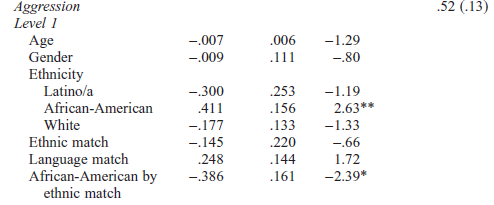 Aggression .52 (.13)
Level 1
Age –.007 .006 –1.29
Gender –.009 .111 –.80
Ethnicity
Latino/a –.300 .253 –1.19
African-American .411 .156 2.63**
White –.177 .133 –1.33
Ethnic match –.145 .220 –.66
Language match .248 .144 1.72
African-American by –.386 .161 –2.39*
ethnic match